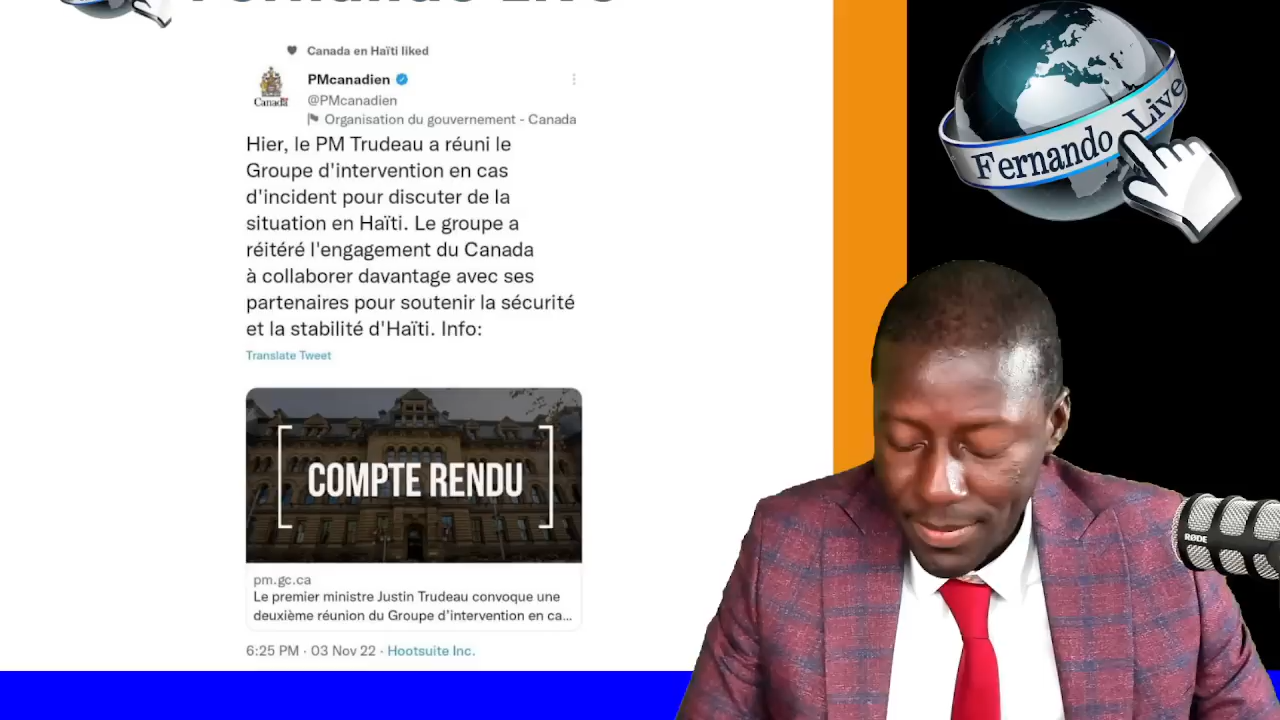 Fernando Live
Canada en Haïti liked
PMcanadien
@PMcanadien
Organisation du gouvernement - Canada
Hier, le PM Trudeau a réuni le
Groupe d'intervention en cas
d'incident pour discuter de la
situation en Haïti. Le groupe a
réitéré l'engagement du Canada
à collaborer davantage avec ses
partenaires pour soutenir la sécurité
et la stabilité d'Haïti. Info:
Translate Tweet
COMPTE RENDU
pm.gc.ca
Le premier ministre Justin Trudeau convoque une
deuxième réunion du Groupe d'intervention en ca...
6:25 PM · 03 Nov 22 · Hootsuite Inc.
Canada
Fernando Live
RØDE